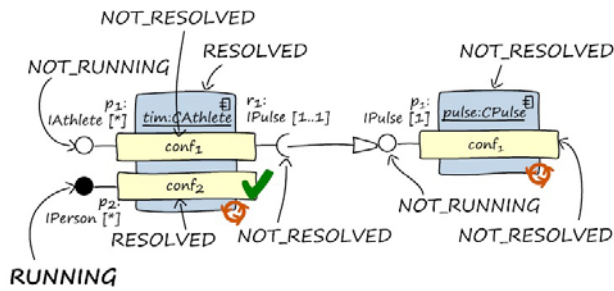 NOT_RESOLVED
RESOLVED
NOT_RESOLVED
NOT_RUNNING
p1:
IAthlete [*]
tim:CAthlete
r1:
IPulse [1..1]
p1:
IPulse [1]
pulse:CPulse
conf1
conf1
conf2
p2:
IPerson [*]
RESOLVED
NOT_RESOLVED
NOT_RUNNING
NOT_RESOLVED
RUNNING